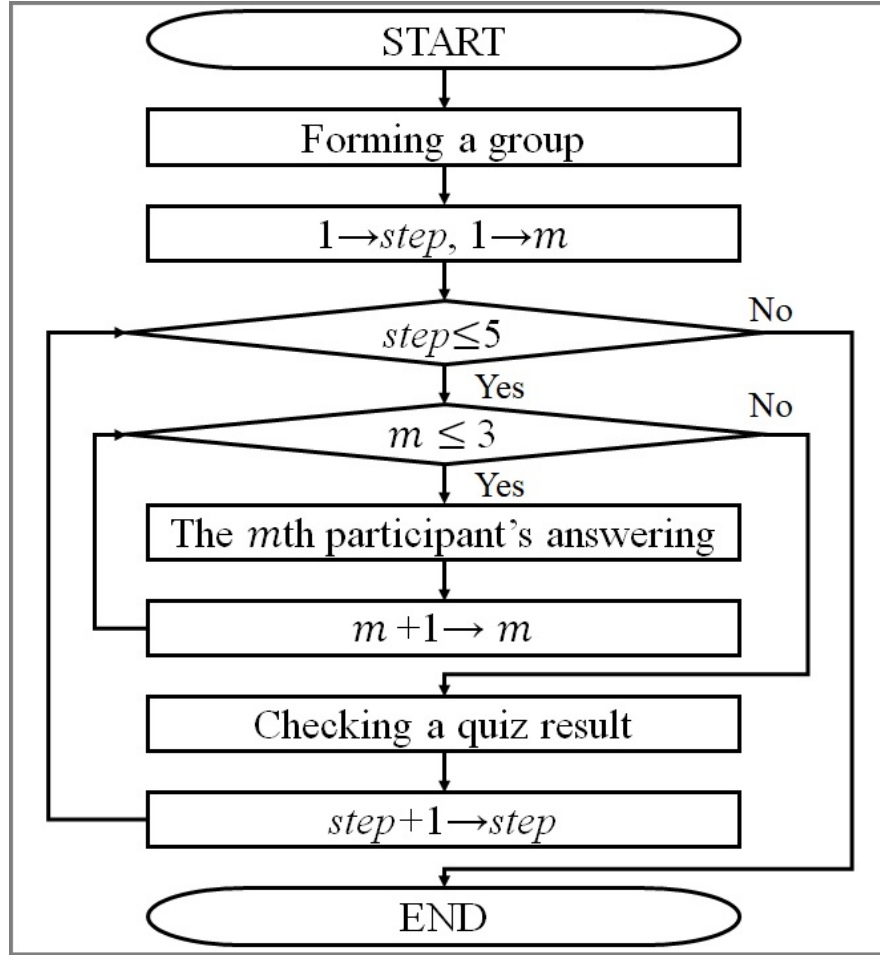 START
Forming a group
1→step, 1→m
step≤5
No
Yes
m ≤ 3
No
Yes
The mth participant's answering
m +1→ m
Checking a quiz result
step+1→step
END